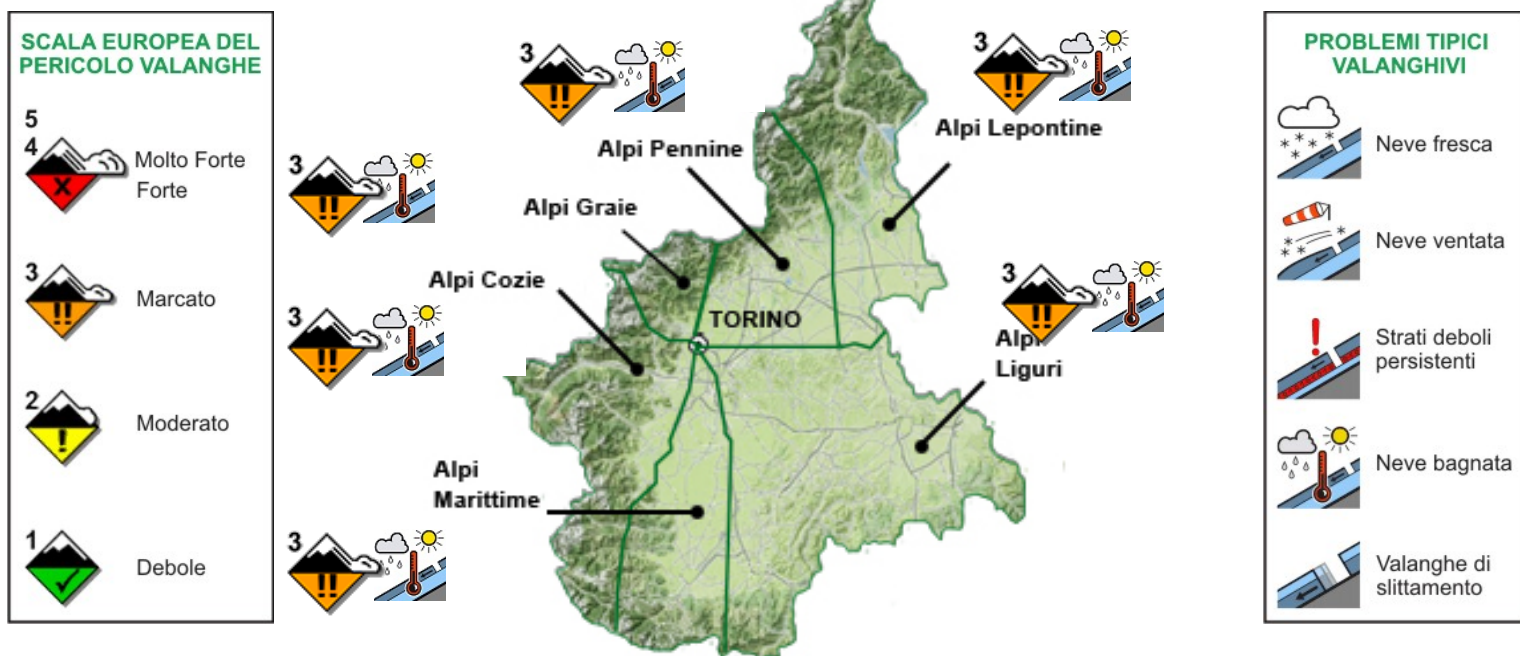 SCALA EUROPEA DEL
PERICOLO VALANGHE
5
4
Molto Forte
Forte
3
Marcato
2
Moderato
1
Debole
3
3
3
3
3
3
Alpi Lepontine
Alpi Pennine
Alpi Graie
Alpi Cozie
TORINO
Alpi
Liguri
Alpi
Marittime
PROBLEMI TIPICI
VALANGHIVI
Neve fresca
Neve ventata
Strati deboli
persistenti
Neve bagnata
Valanghe di
slittamento